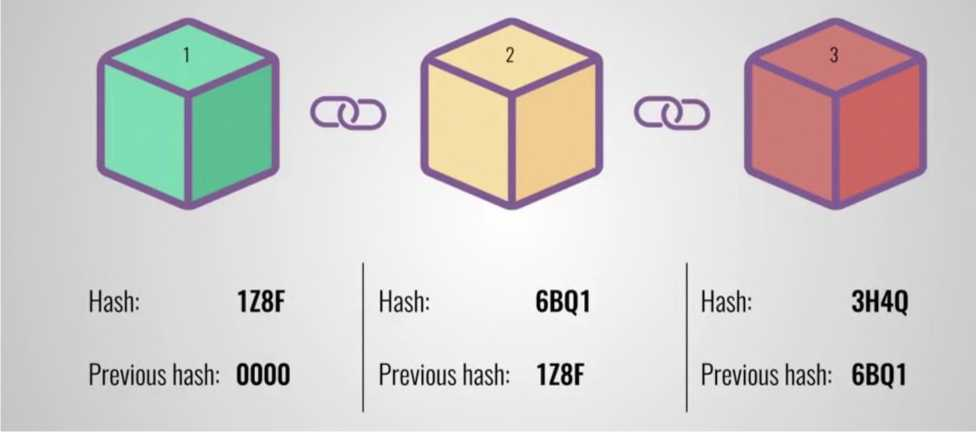 1
2
3
Hash: 1Z8F
Previous hash: 0000
Hash: 6BQ1
Previous hash: 1Z8F
Hash: 3H4Q
Previous hash: 6BQ1